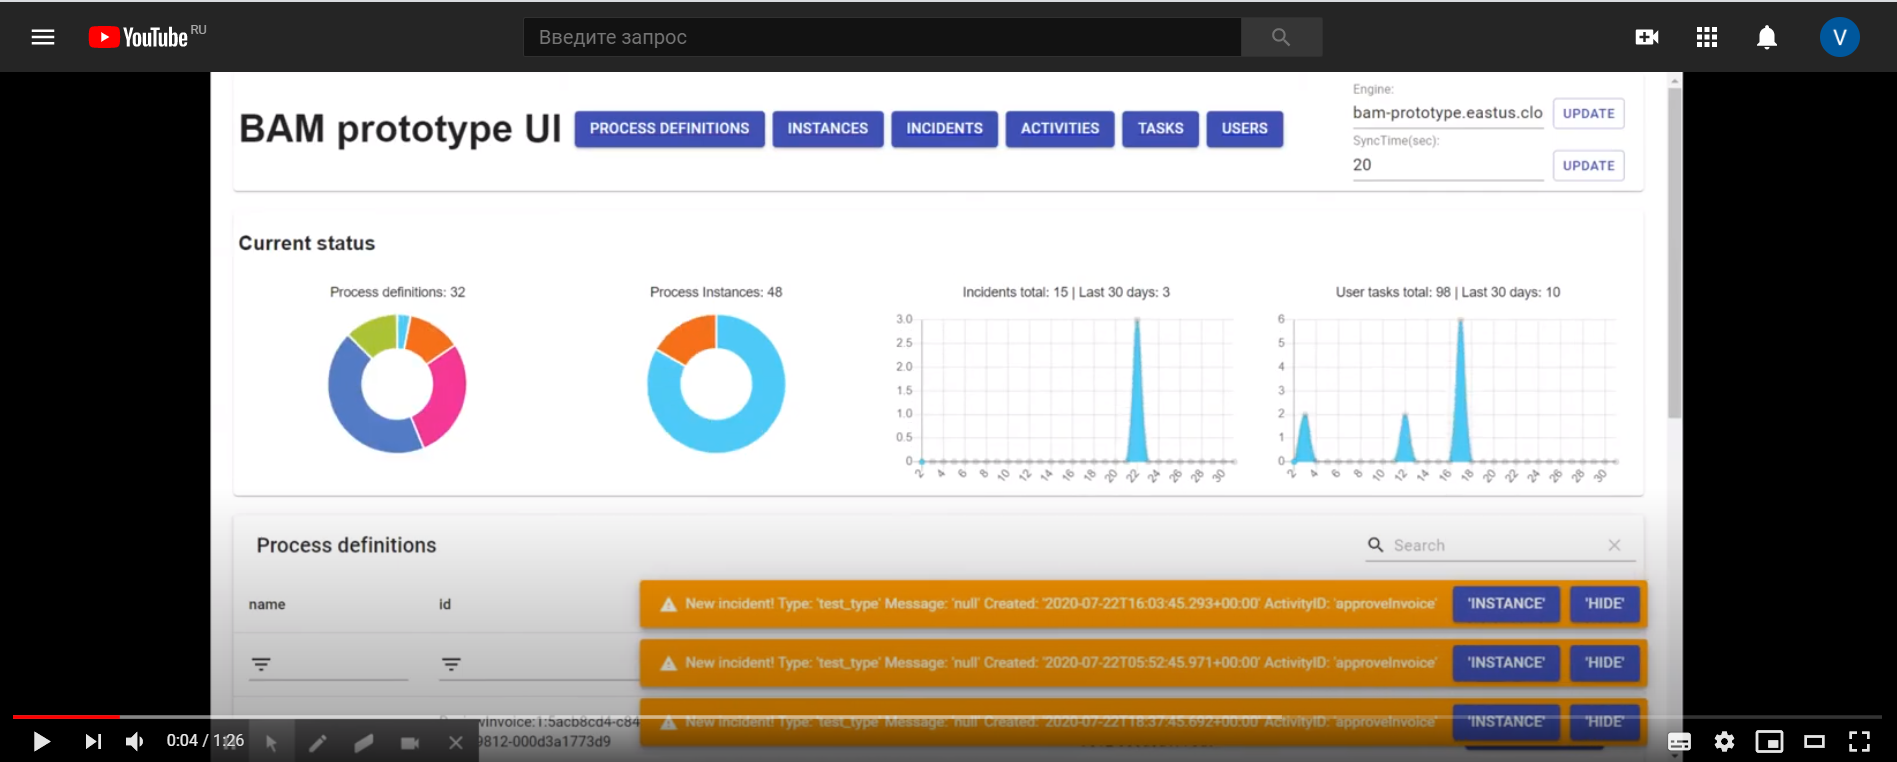 YouTube RU
Введите запрос
V
BAM prototype UI
PROCESS DEFINITIONS
INSTANCES
INCIDENTS
ACTIVITIES
TASKS
USERS
Engine:
bam-prototype.eastus.clo
UPDATE
SyncTime(sec):
20
UPDATE
Current status
Process definitions: 32
Process Instances: 48
Incidents total: 15 | Last 30 days: 3
3.0
2.5
2.0
1.5
1.0
0.5
0
2 4 6 8 10 12 14 16 18 20 22 24 26 28 30
User tasks total: 98 | Last 30 days: 10
6
5
4
3
2
1
0
2 4 6 8 10 12 14 16 18 20 22 24 26 28 30
Process definitions
Search
name
id
New incident! Type: 'test_type' Message: 'null' Created: '2020-07-22T16:03:45.293+00:00' ActivityID: 'approveInvoice'
'INSTANCE'
'HIDE'
New incident! Type: 'test_type' Message: 'null' Created: '2020-07-22T05:52:45.971+00:00' ActivityID: 'approveInvoice'
'INSTANCE'
'HIDE'
New incident! Type: 'test_type' Message: 'null' Created: '2020-07-22T18:37:45.692+00:00' ActivityID: 'approveInvoice'
'INSTANCE'
'HIDE'
wInvoice:1:5acb8cd4-c84
9812-000d3a1773d9
0:04 / 1:26